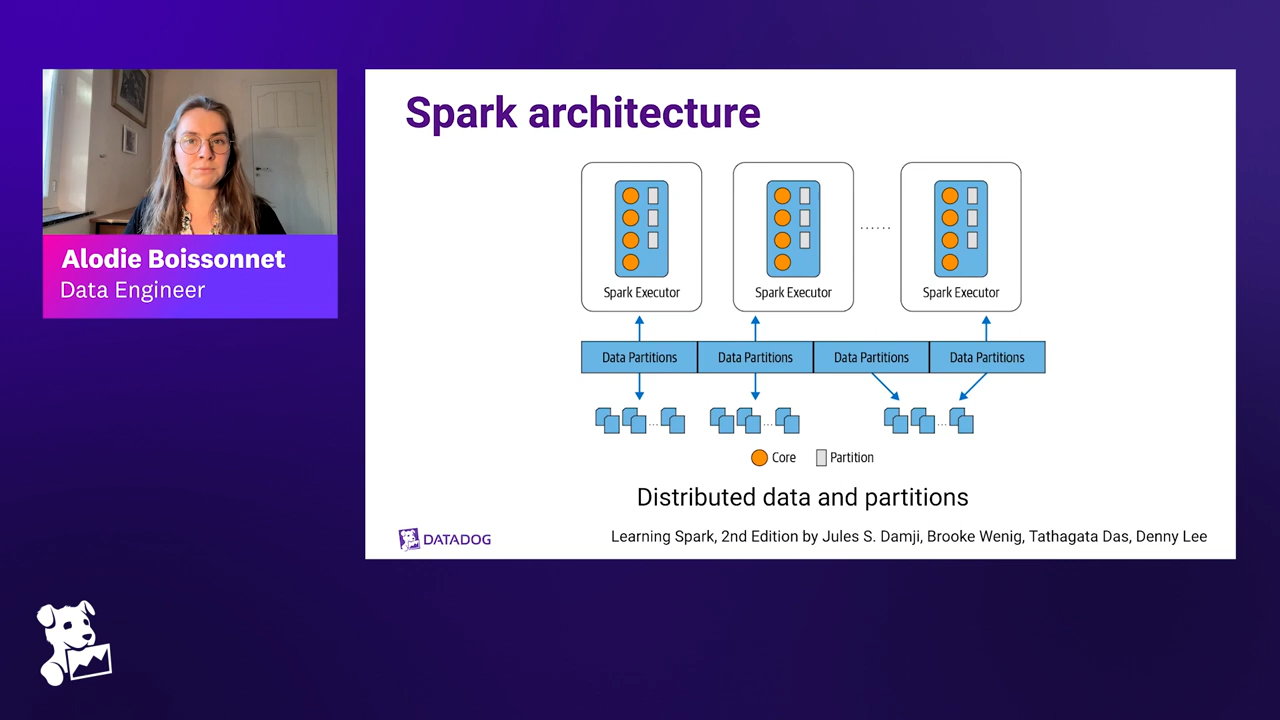 Alodie Boissonnet
Data Engineer
Spark architecture
Spark Executor
Spark Executor
......
Spark Executor
Data Partitions
Data Partitions
Data Partitions
Data Partitions
...
...
...
Core
Partition
Distributed data and partitions
DATADOG
Learning Spark, 2nd Edition by Jules S. Damji, Brooke Wenig, Tathagata Das, Denny Lee